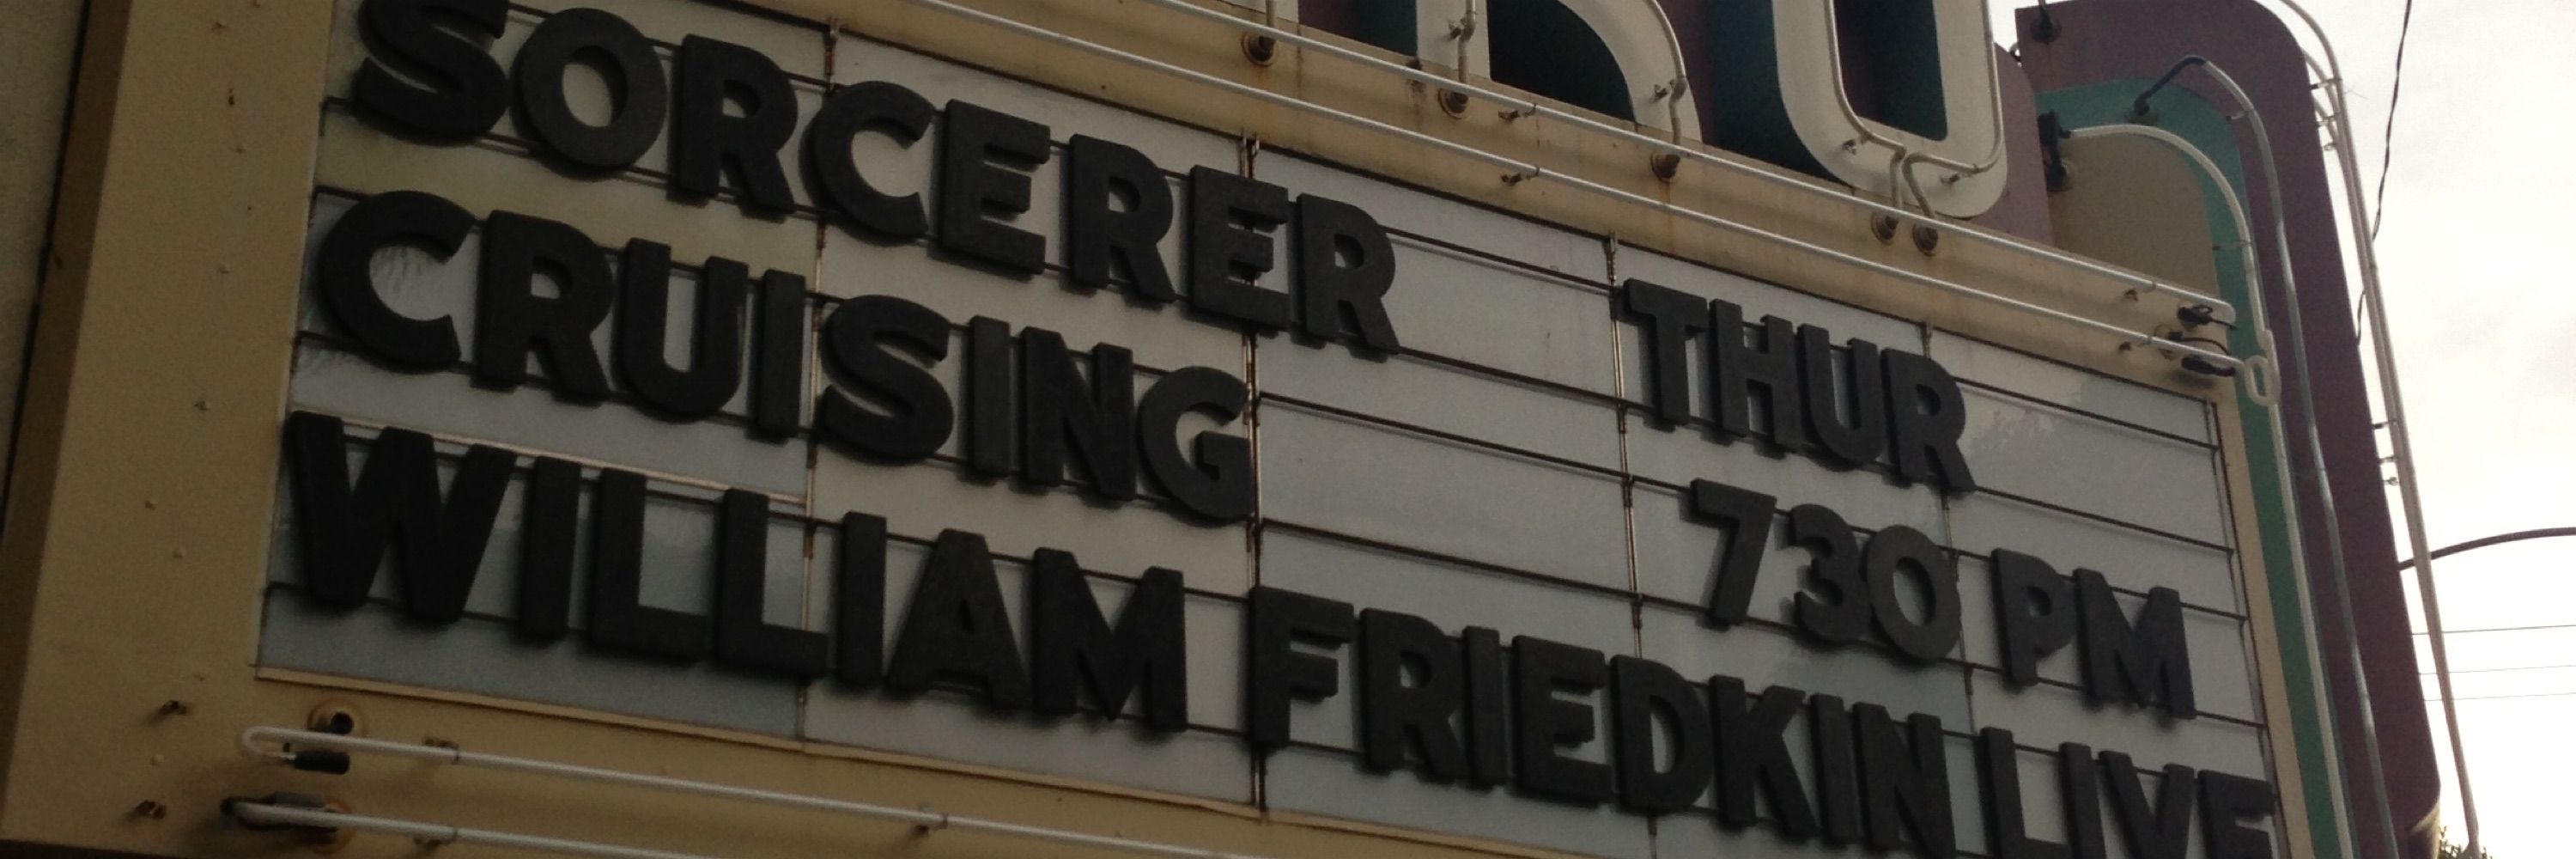 SORCERER THUR
CRUISING 730 PM
WILLIAM FRIEDKIN LIVE